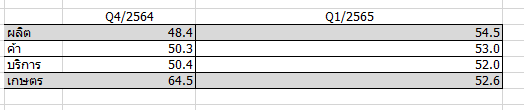 Q4/2564 Q1/2565
ผลิต 48.4 54.5
ค้า 50.3 53.0
บริการ 50.4 52.0
เกษตร 64.5 52.6